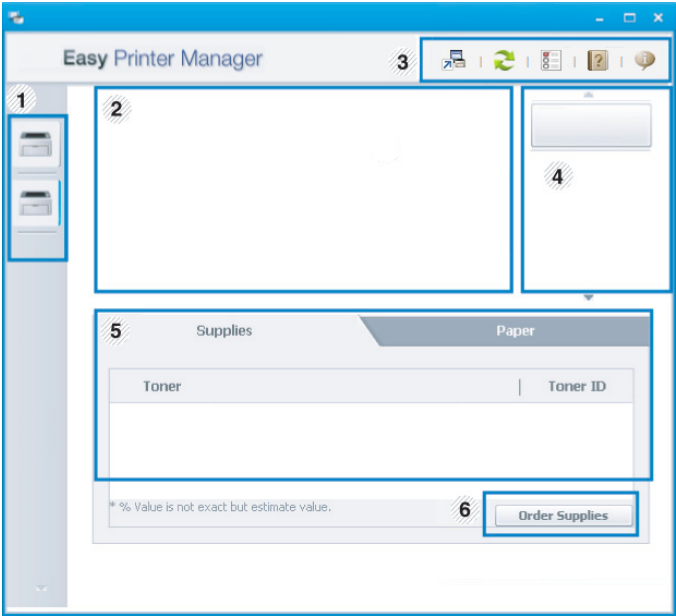 Easy Printer Manager
3
1
2
4
5
Supplies
Paper
Toner
Toner ID
* % Value is not exact but estimate value.
6
Order Supplies